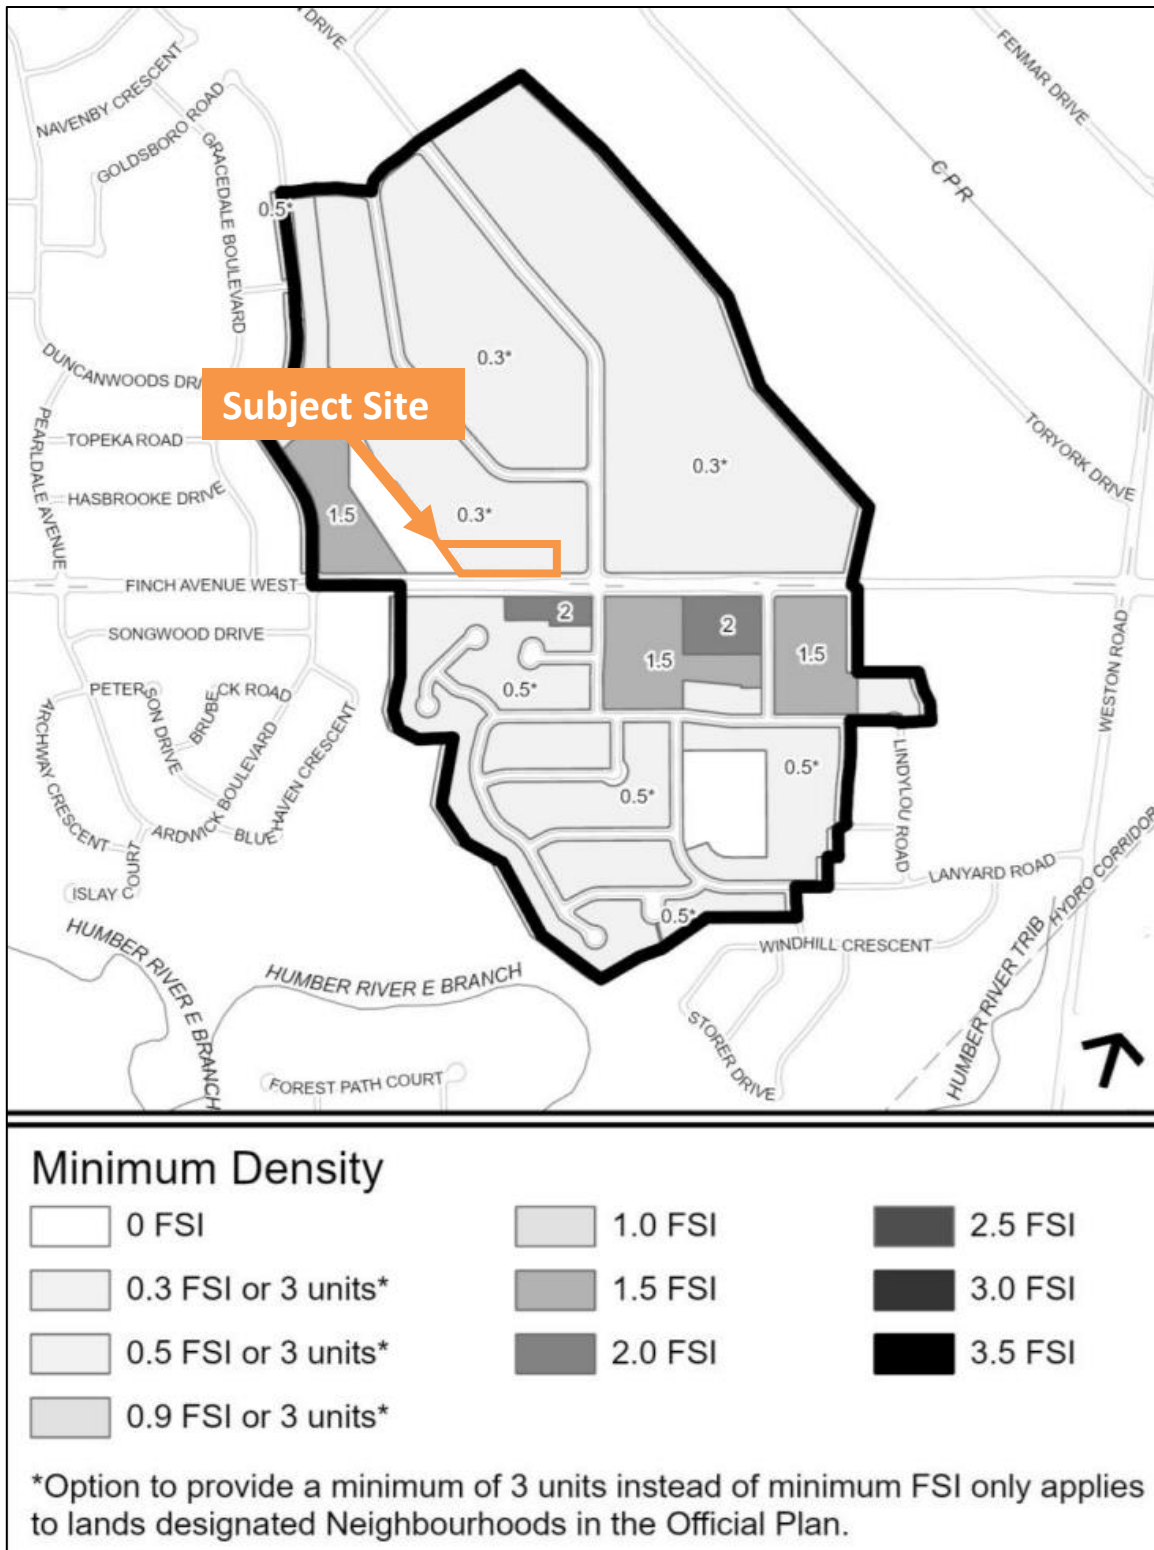 DRIVE
FENMAR DRIVE
NAVENBY CRESCENT
GOLDSBORO ROAD
GRACEDALE BOULEVARD
CPR
0.5*
0.3*
DUNCANWOODS
Subject Site
PEARLDALE AVENUE
TOPEKA ROAD
0.3*
TORYORK DRIVE
HASBROOKE DRIVE
1.5
0.3*
FINCH AVENUE WEST
2
2
SONGWOOD DRIVE
1.5
1.5
WESTON ROAD
PETERSON DRIVE
BRUBECK ROAD
0.5*
ARCHWAY CRESCENT
ARDWICK BOULEVARD
BLUEHAVEN CRESCENT
LINDYLOU ROAD
0.5*
0.5*
ISLAY COURT
LANYARD ROAD
HYDRO CORRIDOR
0.5*
WINDHILL CRESCENT
HUMBER RIVER E BRANCH
HUMBER RIVER E BRANCH
HUMBER RIVER TRIB
STORER DRIVE
FOREST PATH COURT
Minimum Density
0 FSI
0.3 FSI or 3 units*
0.5 FSI or 3 units*
0.9 FSI or 3 units*
1.0 FSI
1.5 FSI
2.0 FSI
2.5 FSI
3.0 FSI
3.5 FSI
*Option to provide a minimum of 3 units instead of minimum FSI only applies
to lands designated Neighbourhoods in the Official Plan.